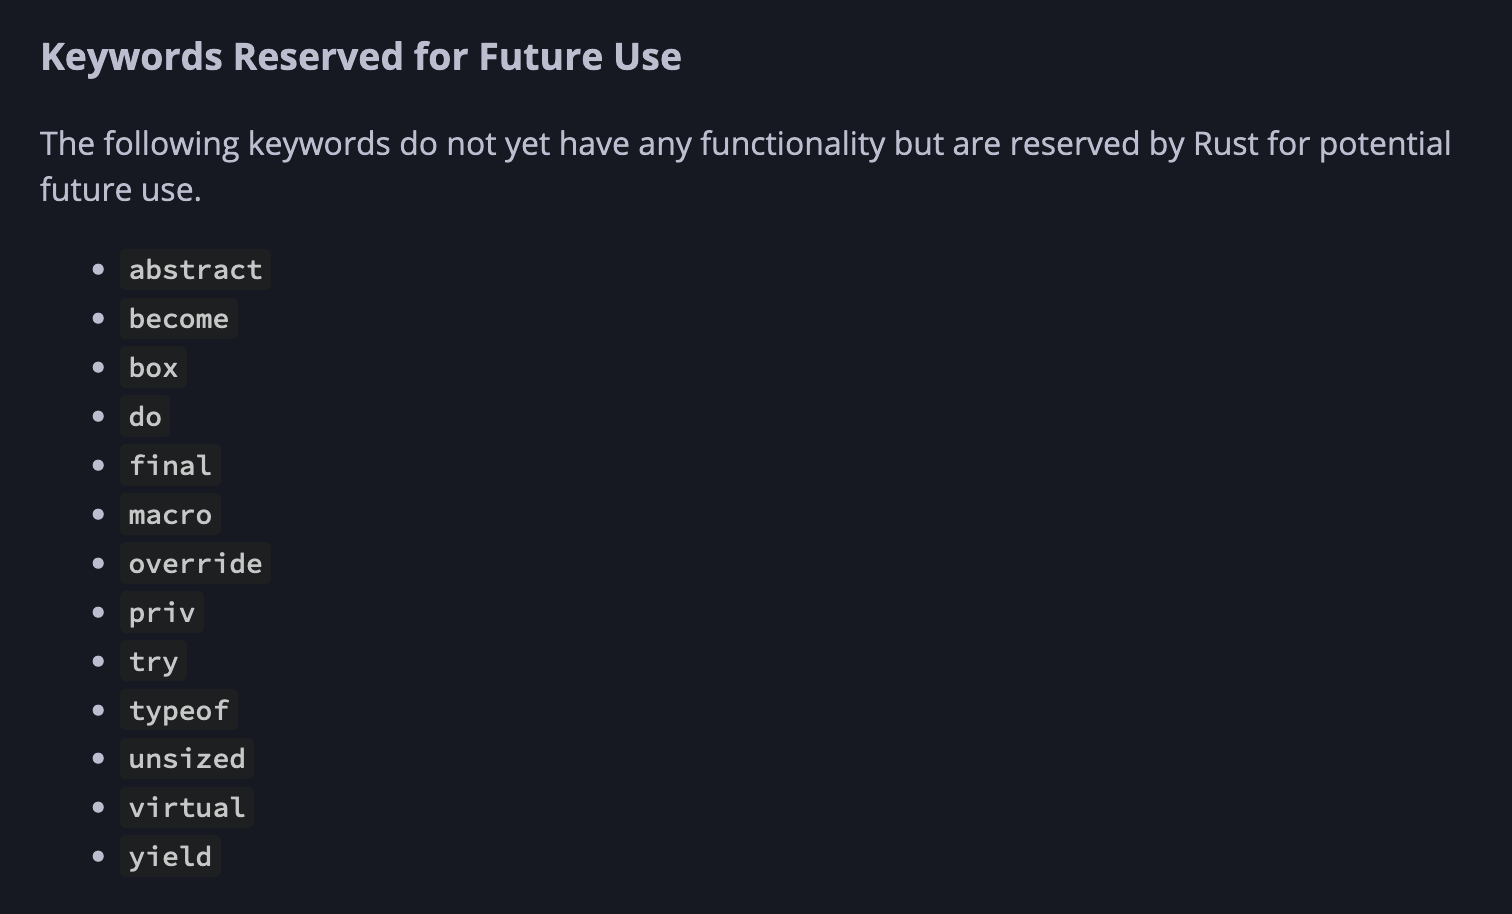 Keywords Reserved for Future Use
The following keywords do not yet have any functionality but are reserved by Rust for potential
future use.
abstract
become
box
do
final
macro
override
priv
try
typeof
unsized
virtual
yield